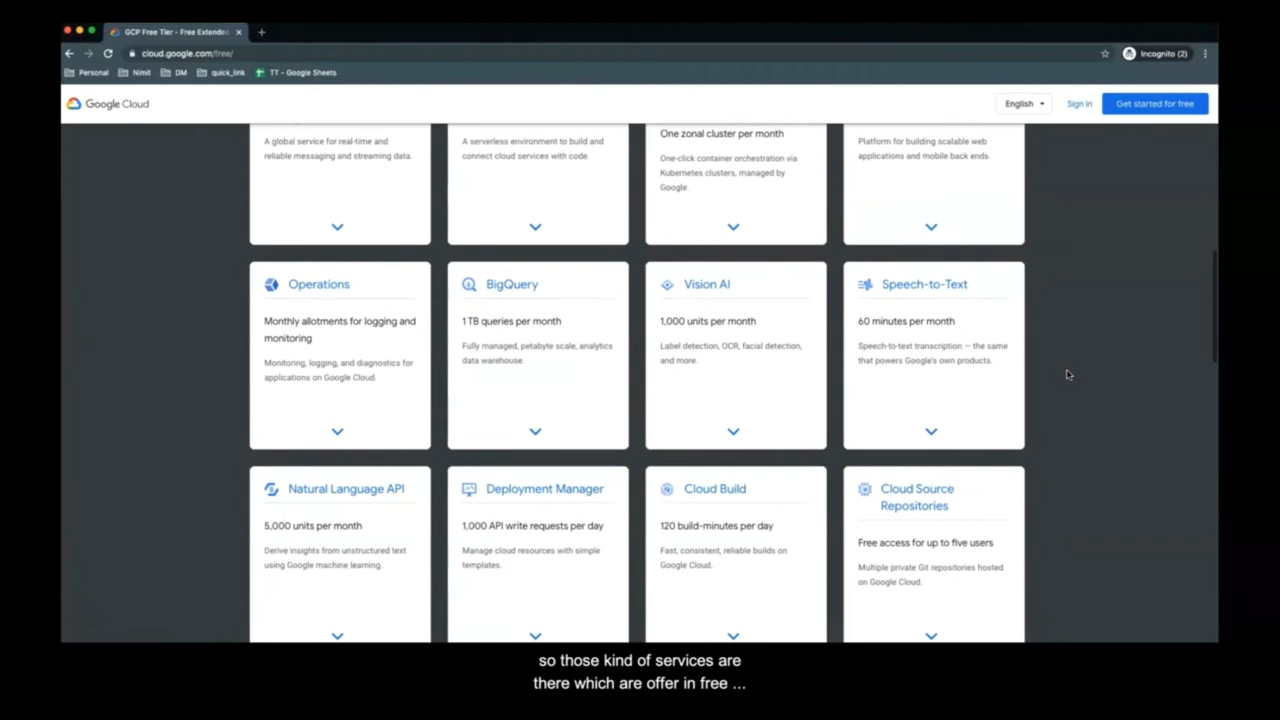 GCP Free Tier - Free Extended
cloud.google.com/free/
Incognito (2)
Personal
Nimit
DM
quick_link
TT - Google Sheets
Google Cloud
English
Sign in
Get started for free
A global service for real-time and
reliable messaging and streaming data.
A serverless environment to build and
connect cloud services with code.
One zonal cluster per month
One-click container orchestration via
Kubernetes clusters, managed by
Google.
Platform for building scalable web
applications and mobile back ends.
Operations
Monthly allotments for logging and
monitoring
Monitoring, logging, and diagnostics for
applications on Google Cloud.
BigQuery
1 TB queries per month
Fully managed, petabyte scale, analytics
data warehouse.
Vision AI
1,000 units per month
Label detection, OCR, facial detection,
and more.
Speech-to-Text
60 minutes per month
Speech-to-text transcription — the same
that powers Google's own products.
Natural Language API
5,000 units per month
Derive insights from unstructured text
using Google machine learning.
Deployment Manager
1,000 API write requests per day
Manage cloud resources with simple
templates.
Cloud Build
120 build-minutes per day
Fast, consistent, reliable builds on
Google Cloud.
Cloud Source
Repositories
Free access for up to five users
Multiple private Git repositories hosted
on Google Cloud.
so those kind of services are
there which are offer in free ...